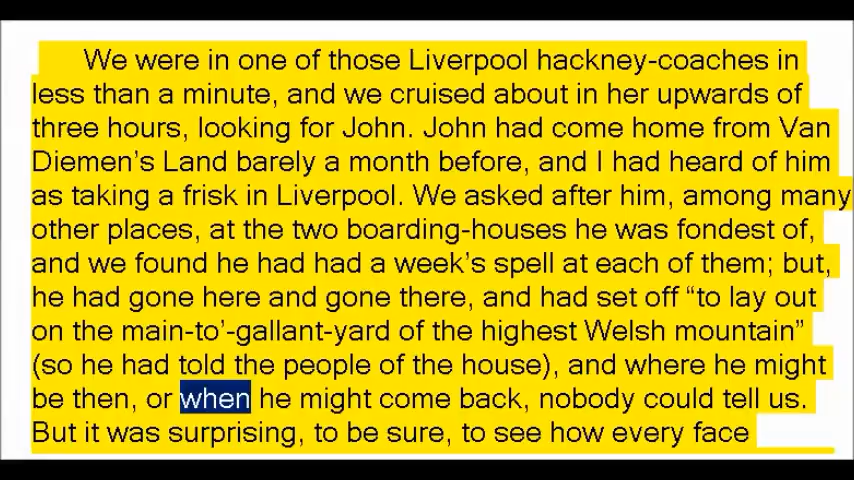 We were in one of those Liverpool hackney-coaches in
less than a minute, and we cruised about in her upwards of
three hours, looking for John. John had come home from Van
Diemen’s Land barely a month before, and I had heard of him
as taking a frisk in Liverpool. We asked after him, among many
other places, at the two boarding-houses he was fondest of,
and we found he had had a week’s spell at each of them; but,
he had gone here and gone there, and had set off “to lay out
on the main-to’-gallant-yard of the highest Welsh mountain”
(so he had told the people of the house), and where he might
be then, or when he might come back, nobody could tell us.
But it was surprising, to be sure, to see how every face